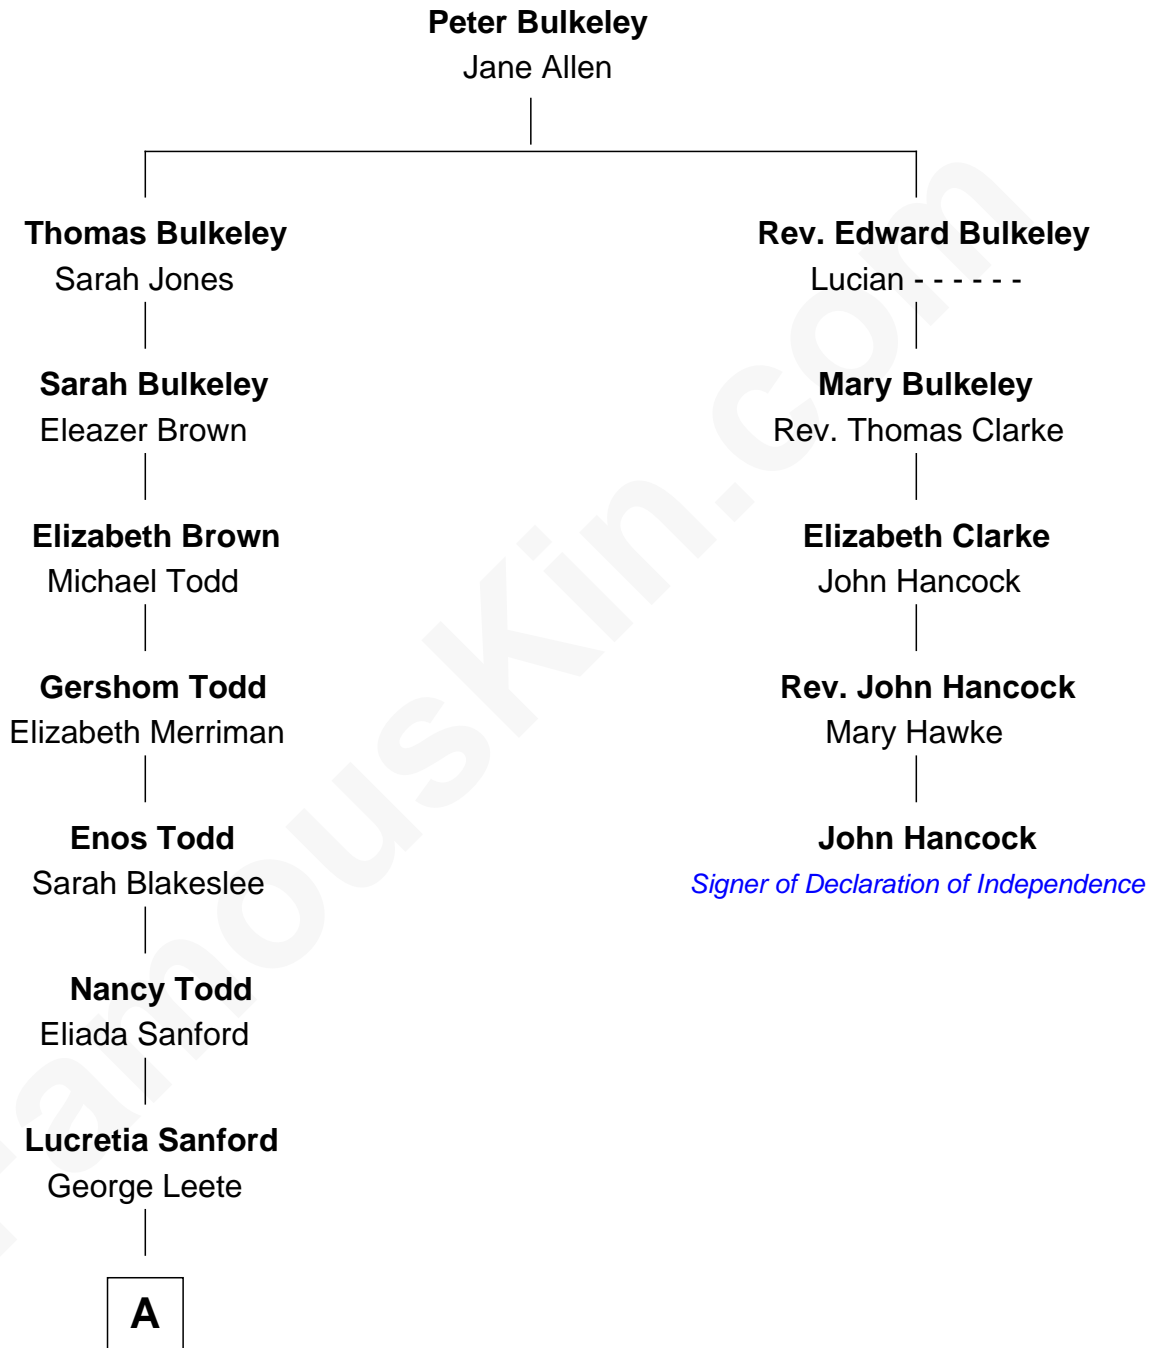 Peter Bulkeley
Jane Allen
Thomas Bulkeley
Sarah Jones
Sarah Bulkeley
Eleazer Brown
Elizabeth Brown
Michael Todd
Gershom Todd
Elizabeth Merriman
Enos Todd
Sarah Blakeslee
Nancy Todd
Eliada Sanford
Lucretia Sanford
George Leete
A
Rev. Edward Bulkeley
Lucian - - - - - -
Mary Bulkeley
Rev. Thomas Clarke
Elizabeth Clarke
John Hancock
Rev. John Hancock
Mary Hawke
John Hancock
Signer of Declaration of Independence
FamousKin.com